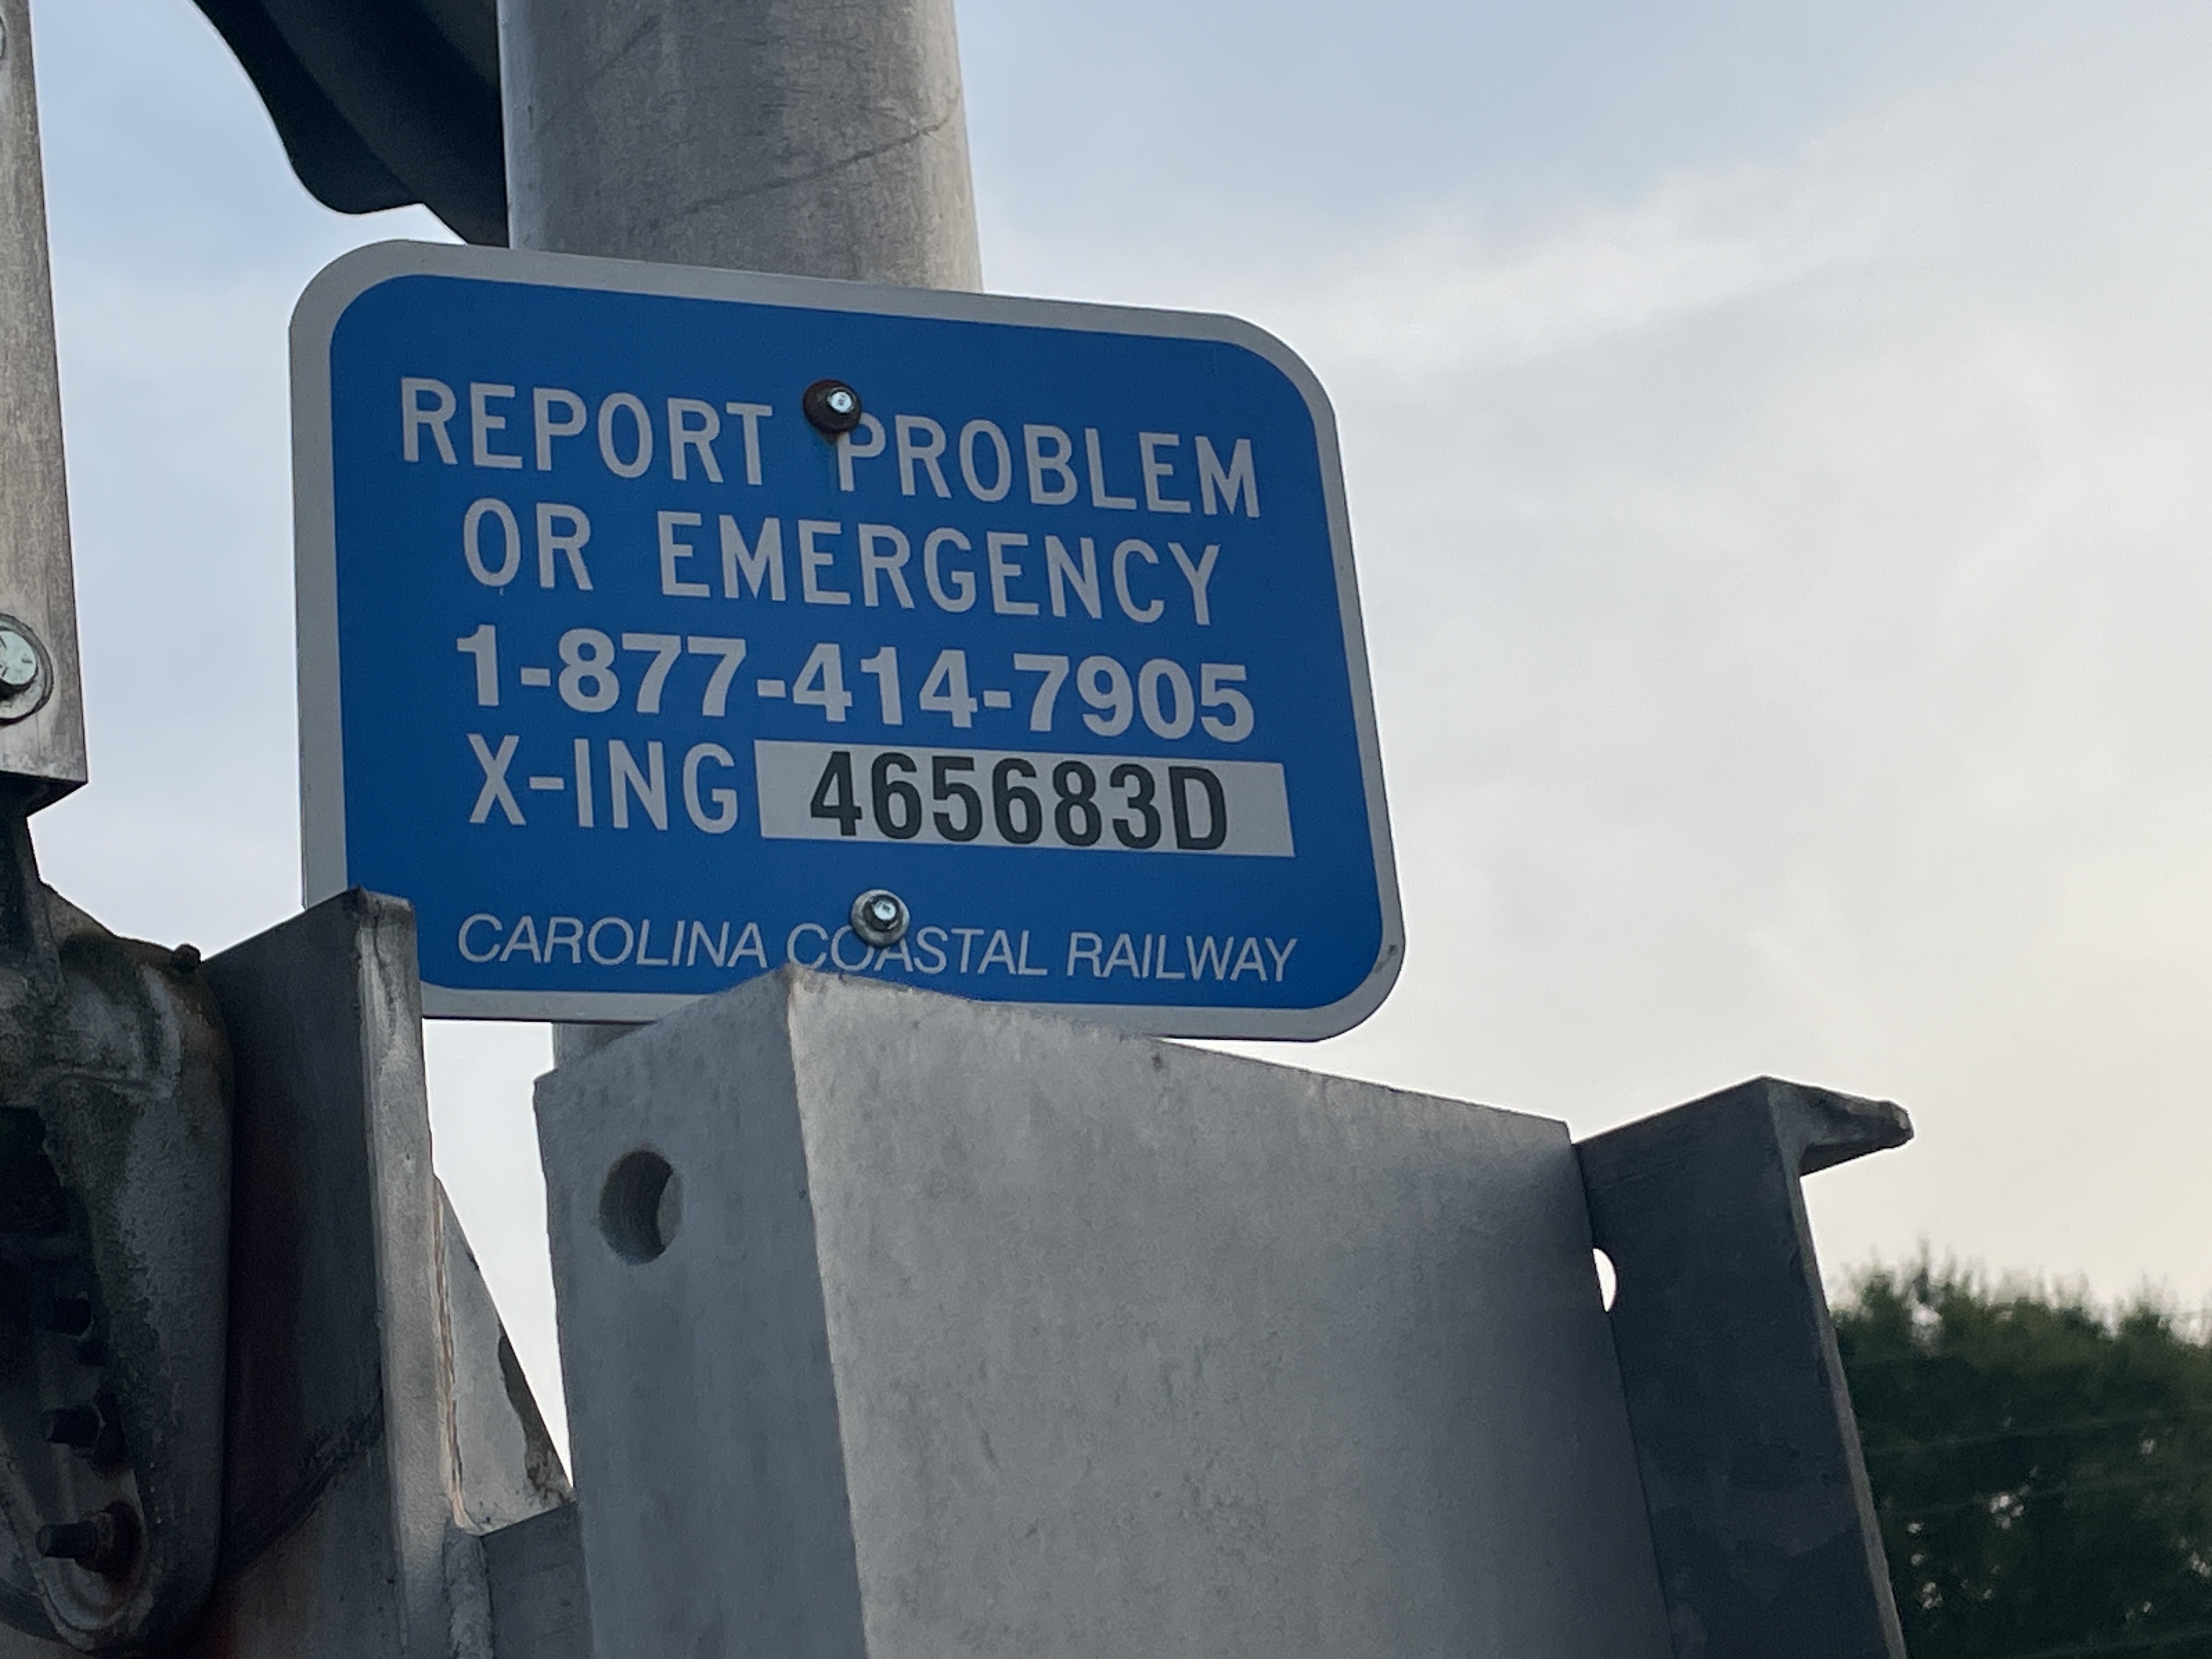 REPORT PROBLEM
OR EMERGENCY
1-877-414-7905
X-ING 465683D
CAROLINA COASTAL RAILWAY